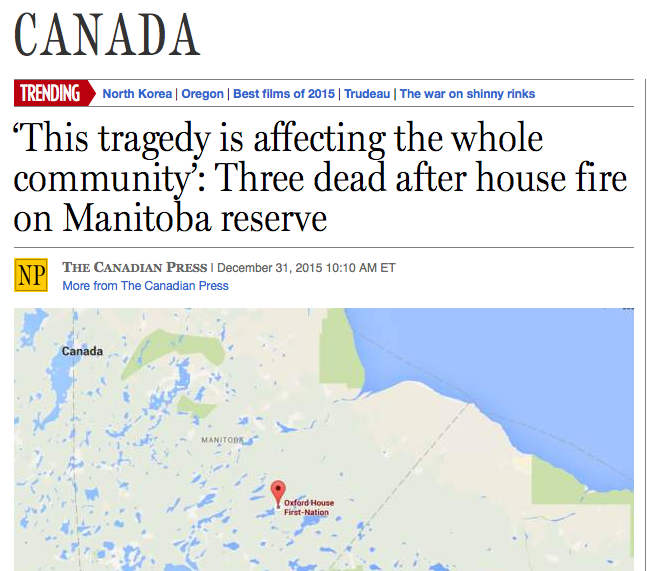 CANADA
TRENDING North Korea | Oregon | Best films of 2015 | Trudeau | The war on shinny rinks
‘This tragedy is affecting the whole
community’: Three dead after house fire
on Manitoba reserve
NP THE CANADIAN PRESS | December 31, 2015 10:10 AM ET
More from The Canadian Press
Canada
MANITOBA
Oxford House
First-Nation